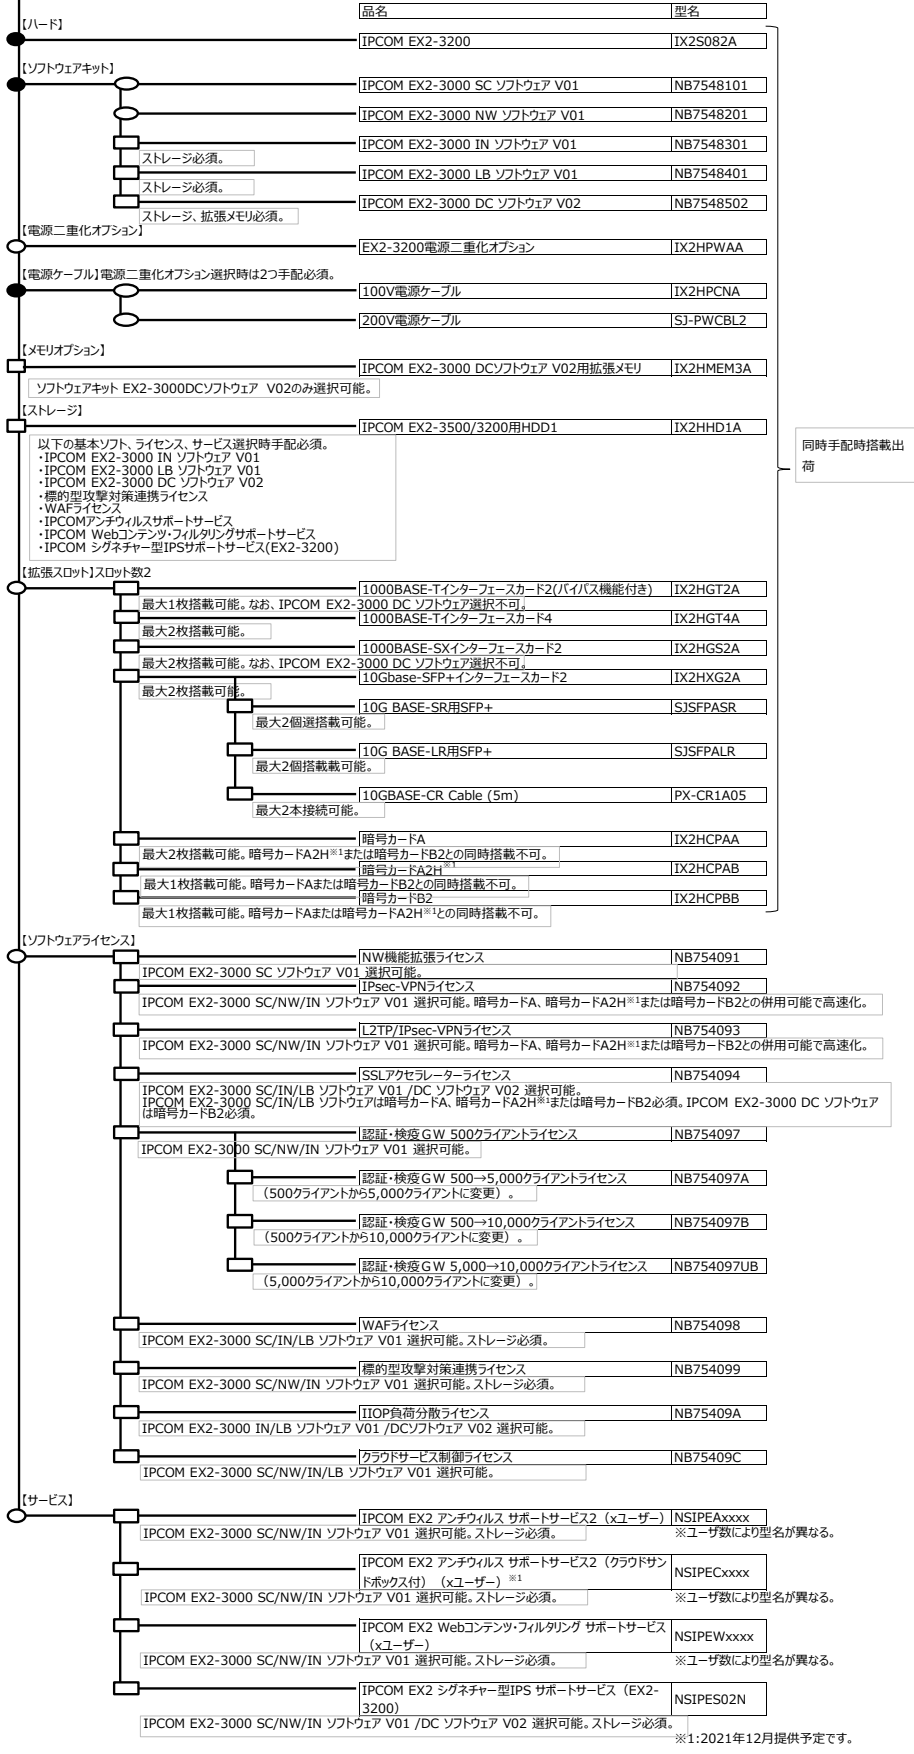 品名 型名
【ハード】
IPCOM EX2-3200 IX2S082A
【ソフトウェアキット】
IPCOM EX2-3000 SC ソフトウェア V01 NB7548101
IPCOM EX2-3000 NW ソフトウェア V01 NB7548201
IPCOM EX2-3000 IN ソフトウェア V01 NB7548301
ストレージ必須。
IPCOM EX2-3000 LB ソフトウェア V01 NB7548401
ストレージ必須。
IPCOM EX2-3000 DC ソフトウェア V02 NB7548502
ストレージ、拡張メモリ必須。
【電源二重化オプション】
EX2-3200電源二重化オプション IX2HPWAA
【電源ケーブル】電源二重化オプション選択時は2つ手配必須。
100V電源ケーブル IX2HPCNA
200V電源ケーブル SJ-PWCBL2
【メモリオプション】
IPCOM EX2-3000 DCソフトウェア V02用拡張メモリ IX2HMEM3A
ソフトウェアキット EX2-3000DCソフトウェア V02のみ選択可能。
【ストレージ】
IPCOM EX2-3500/3200用HDD1 IX2HHD1A
以下の基本ソフト、ライセンス、サービス選択時手配必須。
・IPCOM EX2-3000 IN ソフトウェア V01
・IPCOM EX2-3000 LB ソフトウェア V01
・IPCOM EX2-3000 DC ソフトウェア V02
・標的型攻撃対策連携ライセンス
・WAFライセンス
・IPCOMアンチウィルスサポートサービス
・IPCOM Webコンテンツ・フィルタリングサポートサービス
・IPCOM シグネチャー型IPSサポートサービス(EX2-3200)
同時手配時搭載出
荷
【拡張スロット】スロット数2
1000BASE-Tインターフェースカード2(バイパス機能付き) IX2HGT2A
最大1枚搭載可能。なお、IPCOM EX2-3000 DC ソフトウェア選択不可。
1000BASE-Tインターフェースカード4 IX2HGT4A
最大2枚搭載可能。
1000BASE-SXインターフェースカード2 IX2HGS2A
最大2枚搭載可能。なお、IPCOM EX2-3000 DC ソフトウェア選択不可。
10Gbase-SFP+インターフェースカード2 IX2HXG2A
最大2枚搭載可能。
10G BASE-SR用SFP+ SJSFPASR
最大2個選搭載可能。
10G BASE-LR用SFP+ SJSFPALR
最大2個搭載載可能。
10GBASE-CR Cable (5m) PX-CR1A05
最大2本接続可能。
暗号カードA IX2HCPAA
最大2枚搭載可能。暗号カードA2H※1または暗号カードB2との同時搭載不可。
暗号カードA2H※1 IX2HCPAB
最大1枚搭載可能。暗号カードAまたは暗号カードB2との同時搭載不可。
暗号カードB2 IX2HCPBB
最大1枚搭載可能。暗号カードAまたは暗号カードA2H※1との同時搭載不可。
【ソフトウェアライセンス】
NW機能拡張ライセンス NB754091
IPCOM EX2-3000 SC ソフトウェア V01 選択可能。
IPsec-VPNライセンス NB754092
IPCOM EX2-3000 SC/NW/IN ソフトウェア V01 選択可能。暗号カードA、暗号カードA2H※1または暗号カードB2との併用可能で高速化。
L2TP/IPsec-VPNライセンス NB754093
IPCOM EX2-3000 SC/NW/IN ソフトウェア V01 選択可能。暗号カードA、暗号カードA2H※1または暗号カードB2との併用可能で高速化。
SSLアクセラレーターライセンス NB754094
IPCOM EX2-3000 SC/IN/LB ソフトウェア V01 /DC ソフトウェア V02 選択可能。
IPCOM EX2-3000 SC/IN/LB ソフトウェアは暗号カードA、暗号カードA2H※1または暗号カードB2必須。IPCOM EX2-3000 DC ソフトウェア
は暗号カードB2必須。
認証・検疫GW 500クライアントライセンス NB754097
IPCOM EX2-3000 SC/NW/IN ソフトウェア V01 選択可能。
認証・検疫GW 500→5,000クライアントライセンス NB754097A
（500クライアントから5,000クライアントに変更）。
認証・検疫GW 500→10,000クライアントライセンス NB754097B
（500クライアントから10,000クライアントに変更）。
認証・検疫GW 5,000→10,000クライアントライセンス NB754097UB
（5,000クライアントから10,000クライアントに変更）。
WAFライセンス NB754098
IPCOM EX2-3000 SC/IN/LB ソフトウェア V01 選択可能。ストレージ必須。
標的型攻撃対策連携ライセンス NB754099
IPCOM EX2-3000 SC/NW/IN ソフトウェア V01 選択可能。ストレージ必須。
IIOP負荷分散ライセンス NB75409A
IPCOM EX2-3000 IN/LB ソフトウェア V01 /DCソフトウェア V02 選択可能。
クラウドサービス制御ライセンス NB75409C
IPCOM EX2-3000 SC/NW/IN/LB ソフトウェア V01 選択可能。
【サービス】
IPCOM EX2 アンチウィルス サポートサービス2（xユーザー） NSIPEAxxxx
IPCOM EX2-3000 SC/NW/IN ソフトウェア V01 選択可能。ストレージ必須。 ※ユーザ数により型名が異なる。
IPCOM EX2 アンチウィルス サポートサービス2（クラウドサン
ドボックス付）（xユーザー）※1 NSIPECxxxx
IPCOM EX2-3000 SC/NW/IN ソフトウェア V01 選択可能。ストレージ必須。 ※ユーザ数により型名が異なる。
IPCOM EX2 Webコンテンツ・フィルタリング サポートサービス
（xユーザー） NSIPEWxxxx
IPCOM EX2-3000 SC/NW/IN ソフトウェア V01 選択可能。ストレージ必須。 ※ユーザ数により型名が異なる。
IPCOM EX2 シグネチャー型IPS サポートサービス（EX2-
3200） NSIPES02N
IPCOM EX2-3000 SC/NW/IN ソフトウェア V01 /DC ソフトウェア V02 選択可能。ストレージ必須。
※1:2021年12月提供予定です。